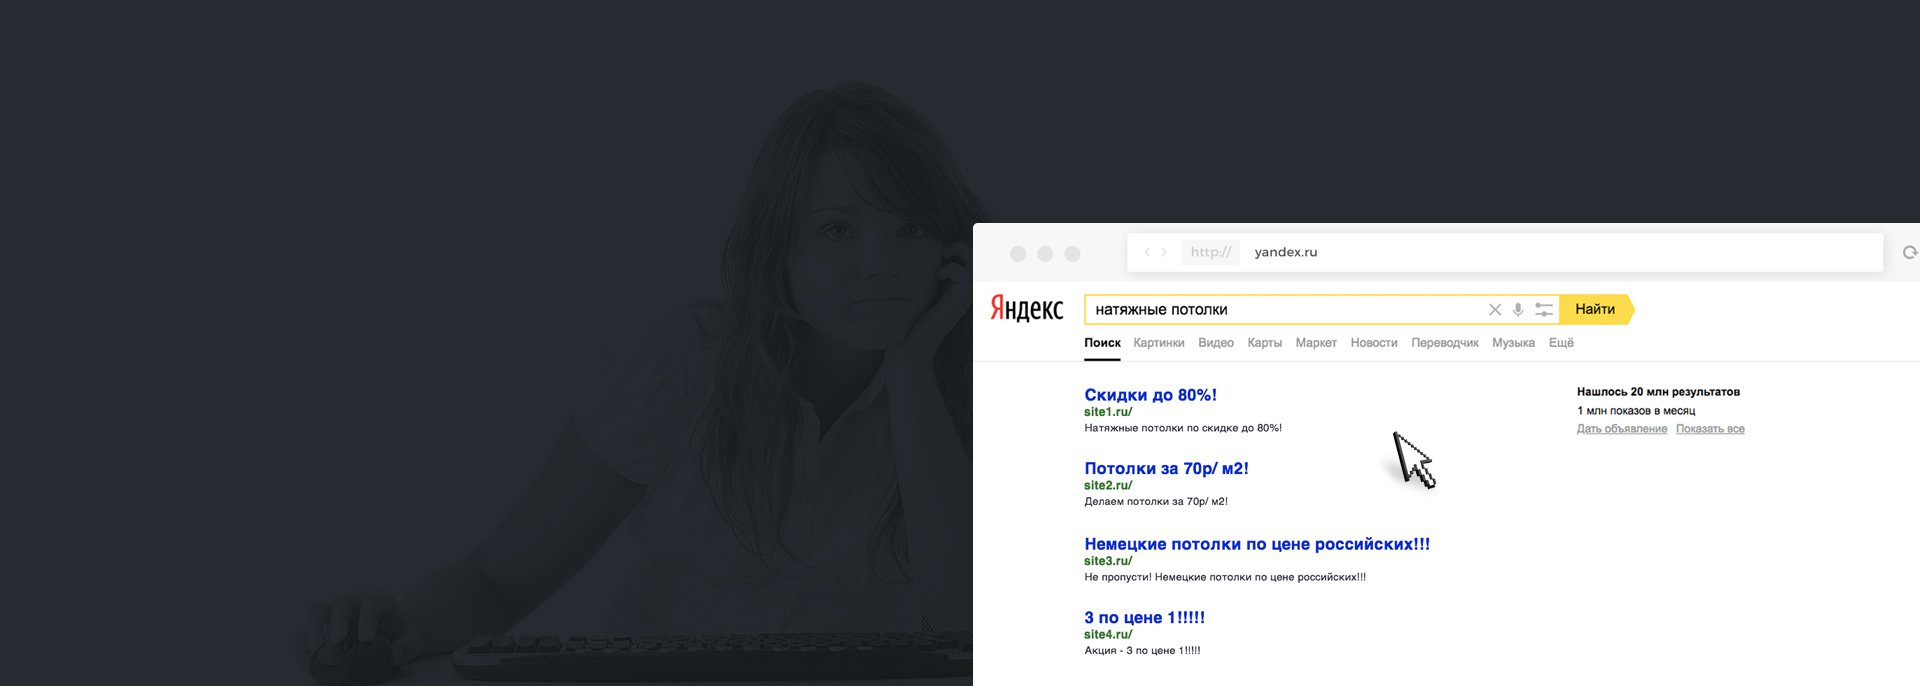 http:// yandex.ru
Яндекс натяжные потолки Найти
Поиск Картинки Видео Карты Маркет Новости Переводчик Музыка Ещё
Скидки до 80%!
site1.ru/
Натяжные потолки по скидке до 80%!
Потолки за 70р/ м2!
site2.ru/
Делаем потолки за 70р/ м2!
Немецкие потолки по цене российских!!!
site3.ru/
Не пропусти! Немецкие потолки по цене российских!!!
3 по цене 1!!!!!
site4.ru/
Акция - 3 по цене 1!!!!!
Нашлось 20 млн результатов
1 млн показов в месяц
Дать объявление Показать все